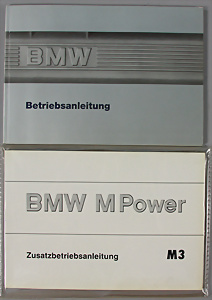 BMW
Betriebsanleitung
BMW M Power
Zusatzbetriebsanleitung M3